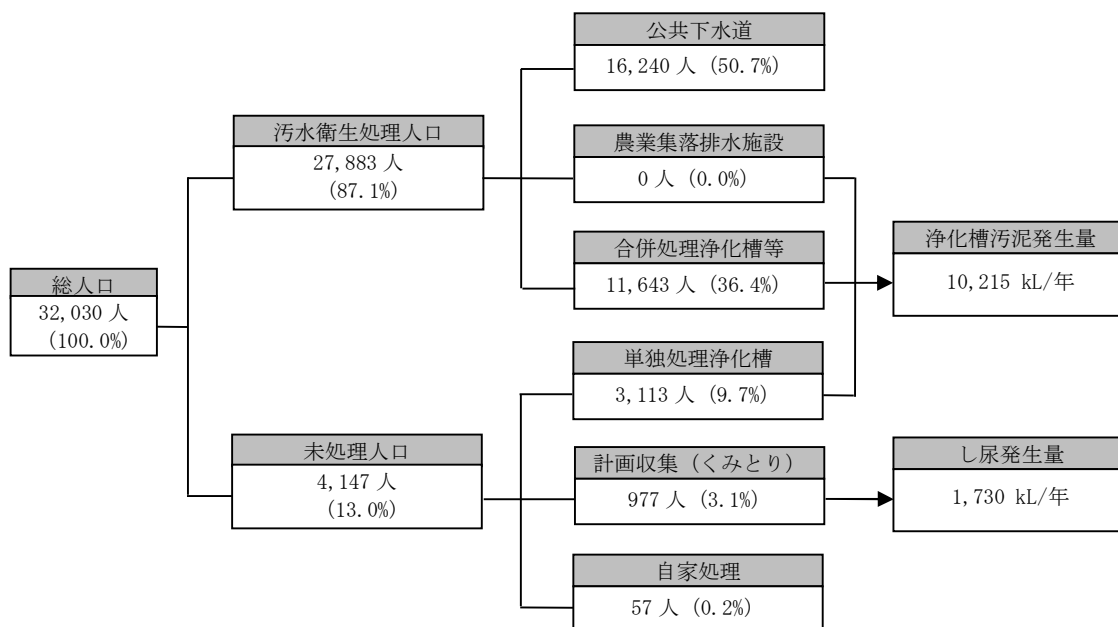 総人口
32,030 人
(100.0%)
汚水衛生処理人口
27,883 人
(87.1%)
未処理人口
4,147 人
(13.0%)
公共下水道
16,240 人 (50.7%)
農業集落排水施設
0 人 (0.0%)
合併処理浄化槽等
11,643 人 (36.4%)
単独処理浄化槽
3,113 人 (9.7%)
計画収集（くみとり）
977 人 (3.1%)
自家処理
57 人 (0.2%)
浄化槽汚泥発生量
10,215 kL/年
し尿発生量
1,730 kL/年